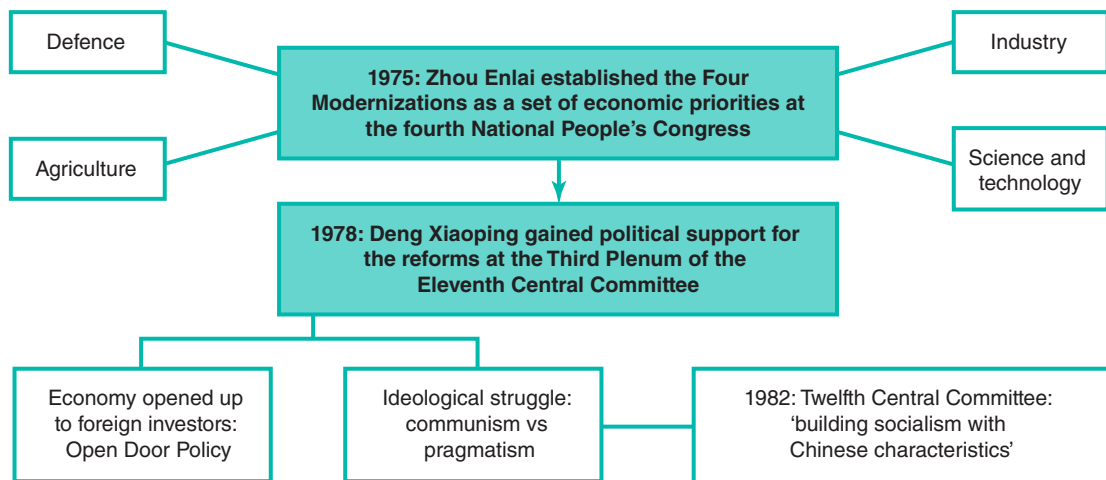 Defence
Industry
1975: Zhou Enlai established the Four
Modernizations as a set of economic priorities at
the fourth National People's Congress
Agriculture
Science and
technology
1978: Deng Xiaoping gained political support for
the reforms at the Third Plenum of the
Eleventh Central Committee
Economy opened up
to foreign investors:
Open Door Policy
Ideological struggle:
communism vs
pragmatism
1982: Twelfth Central Committee:
‘building socialism with
Chinese characteristics’